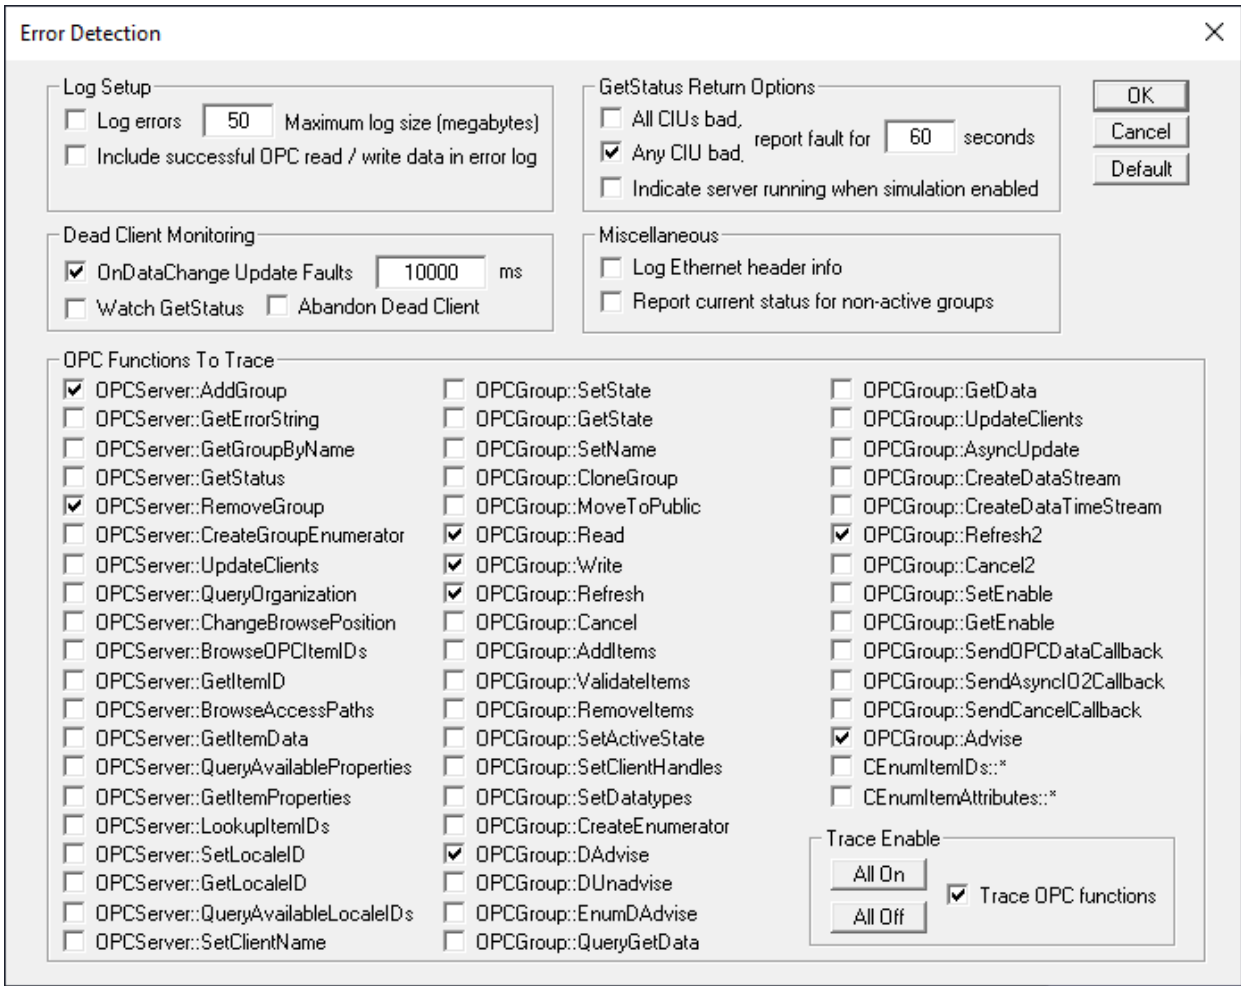 Error Detection
Log Setup
Log errors 50 Maximum log size (megabytes)
Include successful OPC read / write data in error log
GetStatus Return Options
All CIUs bad,
Any CIU bad,
report fault for 60 seconds
Indicate server running when simulation enabled
OK
Cancel
Default
Dead Client Monitoring
OnDataChange Update Faults 10000 ms
Watch GetStatus Abandon Dead Client
Miscellaneous
Log Ethernet header info
Report current status for non-active groups
OPC Functions To Trace
OPCServer::AddGroup
OPCServer::GetErrorString
OPCServer::GetGroupByName
OPCServer::GetStatus
OPCServer::RemoveGroup
OPCServer::CreateGroupEnumerator
OPCServer::UpdateClients
OPCServer::QueryOrganization
OPCServer::ChangeBrowsePosition
OPCServer::BrowseOPCItemIDs
OPCServer::GetItemID
OPCServer::BrowseAccessPaths
OPCServer::GetItemData
OPCServer::QueryAvailableProperties
OPCServer::GetItemProperties
OPCServer::LookupItemIDs
OPCServer::SetLocaleID
OPCServer::GetLocaleID
OPCServer::QueryAvailableLocaleIDs
OPCServer::SetClientName
OPCGroup::SetState
OPCGroup::GetState
OPCGroup::SetName
OPCGroup::CloneGroup
OPCGroup::MoveToPublic
OPCGroup::Read
OPCGroup::Write
OPCGroup::Refresh
OPCGroup::Cancel
OPCGroup::AddItems
OPCGroup::ValidateItems
OPCGroup::RemoveItems
OPCGroup::SetActiveState
OPCGroup::SetClientHandles
OPCGroup::SetDatatypes
OPCGroup::CreateEnumerator
OPCGroup::DAdvise
OPCGroup::DUnadvise
OPCGroup::EnumDAdvise
OPCGroup::QueryGetData
OPCGroup::GetData
OPCGroup::UpdateClients
OPCGroup::AsyncUpdate
OPCGroup::CreateDataStream
OPCGroup::CreateDataTimeStream
OPCGroup::Refresh2
OPCGroup::Cancel2
OPCGroup::SetEnable
OPCGroup::GetEnable
OPCGroup::SendOPCDataCallback
OPCGroup::SendAsyncIO2Callback
OPCGroup::SendCancelCallback
OPCGroup::Advise
CEnumItemIDs::*
CEnumItemAttributes::*
Trace Enable
All On
All Off
Trace OPC functions